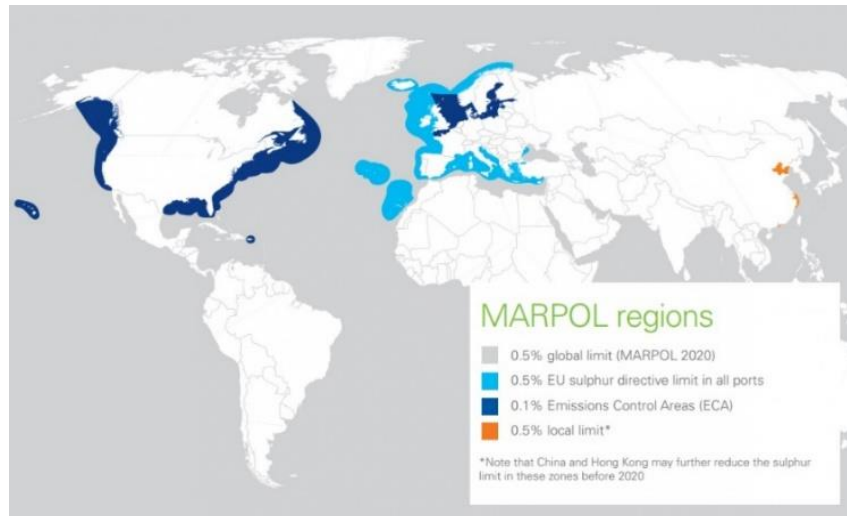 MARPOL regions
0.5% global limit (MARPOL 2020)
0.5% EU sulphur directive limit in all ports
0.1% Emissions Control Areas (ECA)
0.5% local limit*
*Note that China and Hong Kong may further reduce the sulphur
limit in these zones before 2020